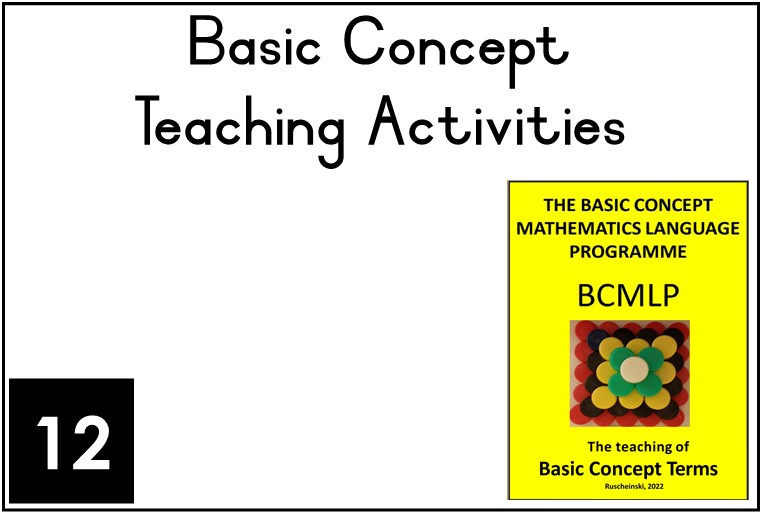 Basic Concept
Teaching Activities
THE BASIC CONCEPT
MATHEMATICS LANGUAGE
PROGRAMME
BCMLP
The teaching of
Basic Concept Terms
Ruscheinski, 2022
12